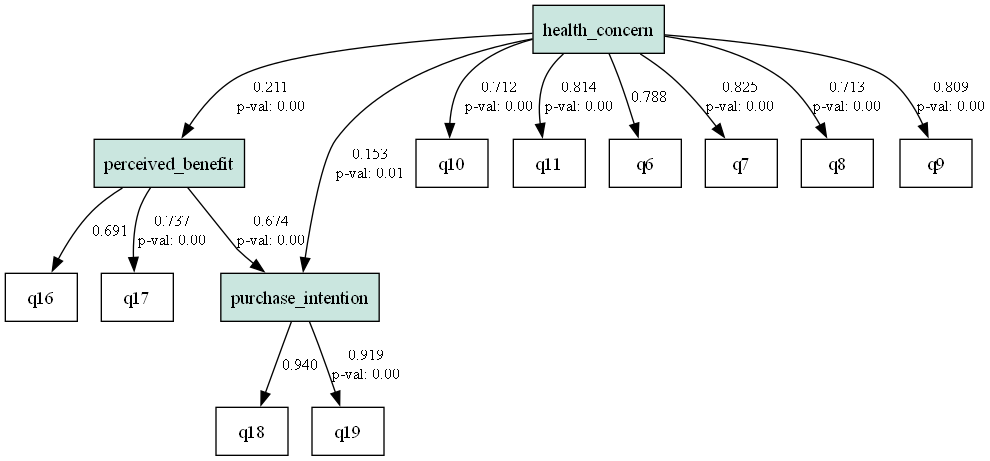 health_concern
0.211
p-val: 0.00
0.153
p-val: 0.01
0.712
p-val: 0.00
0.814
p-val: 0.00
0.788
0.825
p-val: 0.00
0.713
p-val: 0.00
0.809
p-val: 0.00
perceived_benefit
q10
q11
q6
q7
q8
q9
0.691
0.737
p-val: 0.00
0.674
p-val: 0.00
q16
q17
purchase_intention
0.940
0.919
p-val: 0.00
q18
q19